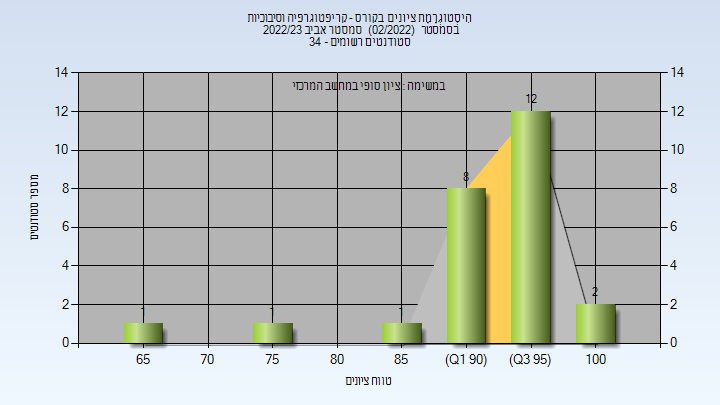 היסטוגרמת ציונים בקורס - קריפטוגרפיה וסיבוכיות
בסמסטר (02/2022) סמסטר אביב 2022/23
סטודנטים רשומים - 34
במשימה : ציון סופי במחשב המרכזי
14 14
12 12
10 10
8 8
6 6
4 4
2 2
0 0
מספר סטודנטים
1 1 1 8 12 2
65 70 75 80 85 (Q1 90) (Q3 95) 100
טווח ציונים